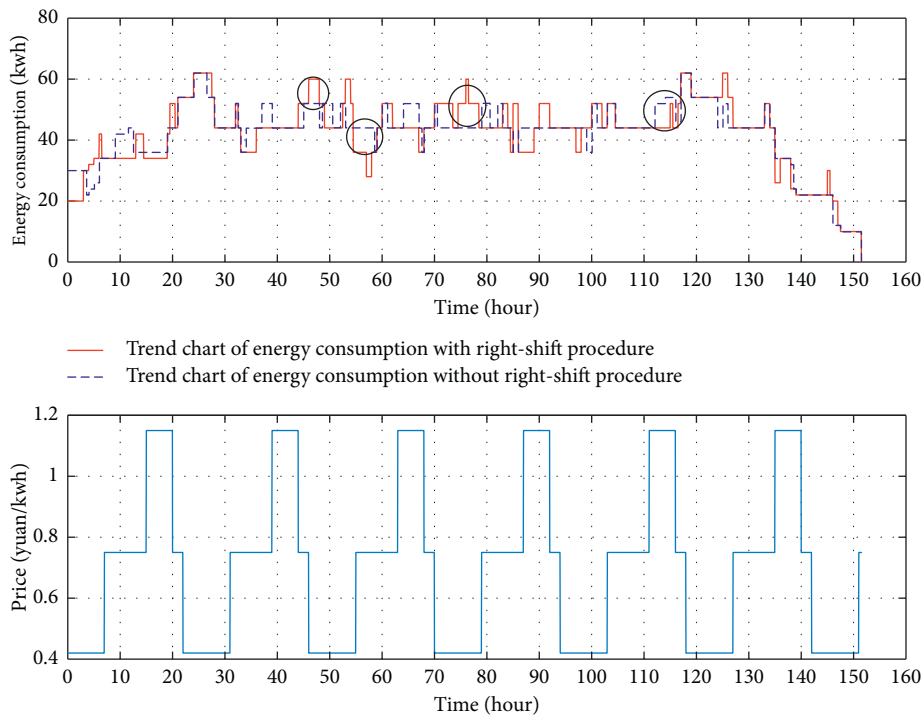 80
60
40
20
0
Energy consumption (kwh)
0 10 20 30 40 50 60 70 80 90 100 110 120 130 140 150 160
Time (hour)
Trend chart of energy consumption with right-shift procedure
Trend chart of energy consumption without right-shift procedure
1.2
1
0.8
0.6
0.4
Price (yuan/kwh)
0 10 20 30 40 50 60 70 80 90 100 110 120 130 140 150 160
Time (hour)